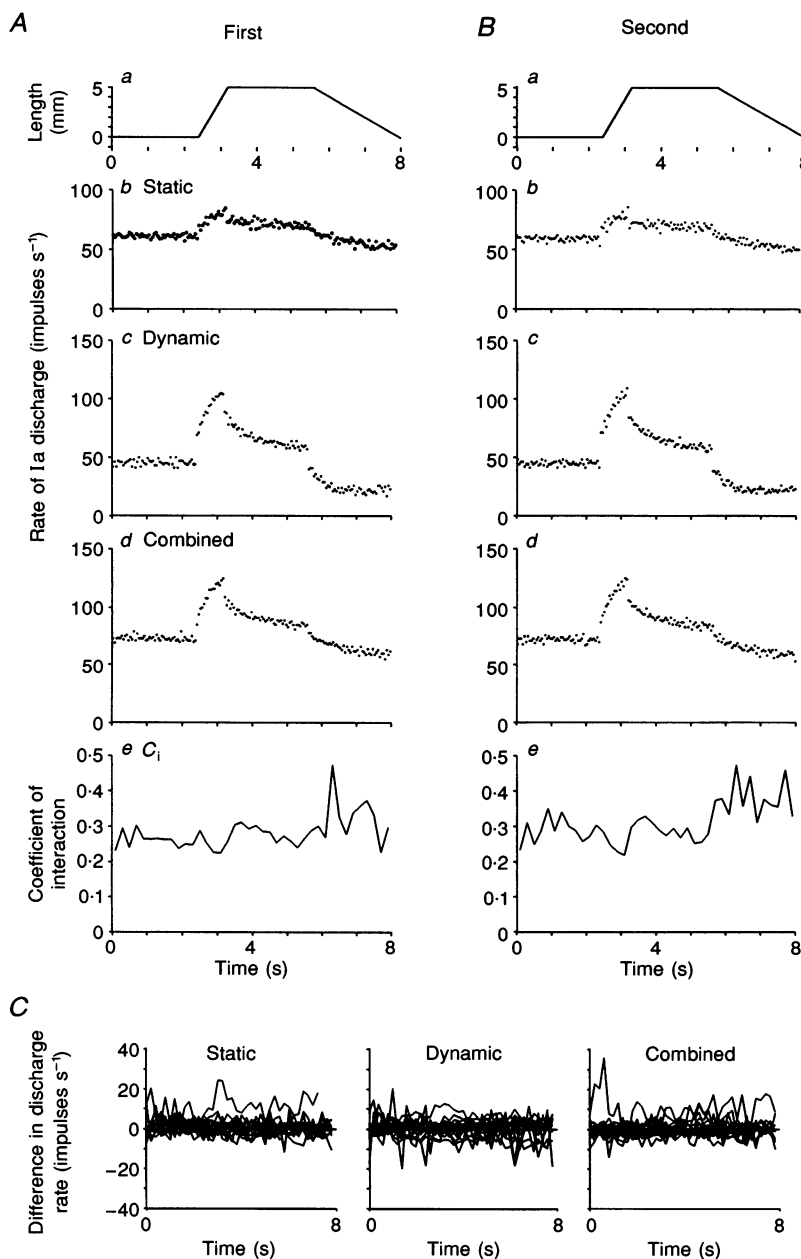 A
First
B
Second
a
Length
(mm)
5
0
0
4
8
a
5
0
0
4
8
Rate of Ia discharge (impulses s⁻¹)
b Static
100
50
0
b
100
50
0
c Dynamic
150
100
50
0
c
150
100
50
0
d Combined
150
100
50
0
d
150
100
50
0
e Ci
Coefficient of
interaction
0·5
0·4
0·3
0·2
0·1
0
0
4
8
Time (s)
e
0·5
0·4
0·3
0·2
0·1
0
0
4
8
Time (s)
C
Difference in discharge
rate (impulses s⁻¹)
40
20
0
−20
−40
Static
Dynamic
Combined
0
8
0
8
0
8
Time (s)
Time (s)
Time (s)